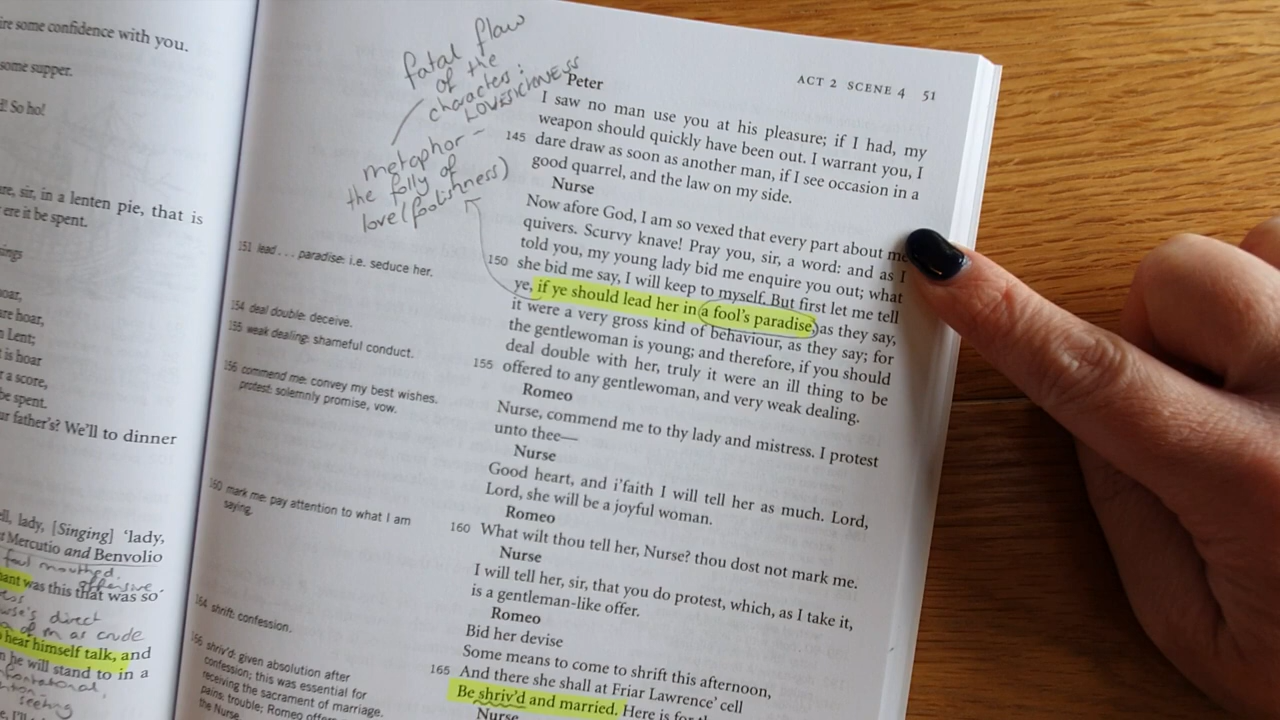 ire some confidence with you.
some supper.
d! So ho!
are, sir, in a lenten pie, that is
ere it be spent.
ings
oar,
are hoar,
Lent;
t is hoar
r a score,
be spent.
ur father's? We'll to dinner
ell, lady, [Singing] 'lady,
t Mercutio and Benvolio
foul mouthed,
offensive
ant was this that was so
direct
of m as crude
o hear himself talk, and
n he will stand to in a
fatal flaw
of the
characters:
LOVESICKNESS
metaphor –
the folly of
love (foolishness)
151 lead . . . paradise: i.e. seduce her.
154 deal double: deceive.
155 weak dealing: shameful conduct.
156 commend me: convey my best wishes.
protest: solemnly promise, vow.
160 mark me: pay attention to what I am
saying.
164 shrift: confession.
166 shriv'd: given absolution after
confession; this was essential for
receiving the sacrament of marriage.
pains: trouble; Romeo offers
the Nurse.
ACT 2 SCENE 4 51
Peter
I saw no man use you at his pleasure; if I had, my
weapon should quickly have been out. I warrant you, I
145 dare draw as soon as another man, if I see occasion in a
good quarrel, and the law on my side.
Nurse
Now afore God, I am so vexed that every part about me
quivers. Scurvy knave! Pray you, sir, a word: and as I
told you, my young lady bid me enquire you out; what
150 she bid me say, I will keep to myself. But first let me tell
ye, if ye should lead her in a fool's paradise, as they say,
it were a very gross kind of behaviour, as they say; for
the gentlewoman is young; and therefore, if you should
deal double with her, truly it were an ill thing to be
155 offered to any gentlewoman, and very weak dealing.
Romeo
Nurse, commend me to thy lady and mistress. I protest
unto thee—
Nurse
Good heart, and i'faith I will tell her as much. Lord,
Lord, she will be a joyful woman.
Romeo
160 What wilt thou tell her, Nurse? thou dost not mark me.
Nurse
I will tell her, sir, that you do protest, which, as I take it,
is a gentleman-like offer.
Romeo
Bid her devise
Some means to come to shrift this afternoon,
165 And there she shall at Friar Lawrence' cell
Be shriv'd and married. Here is for
Nurse